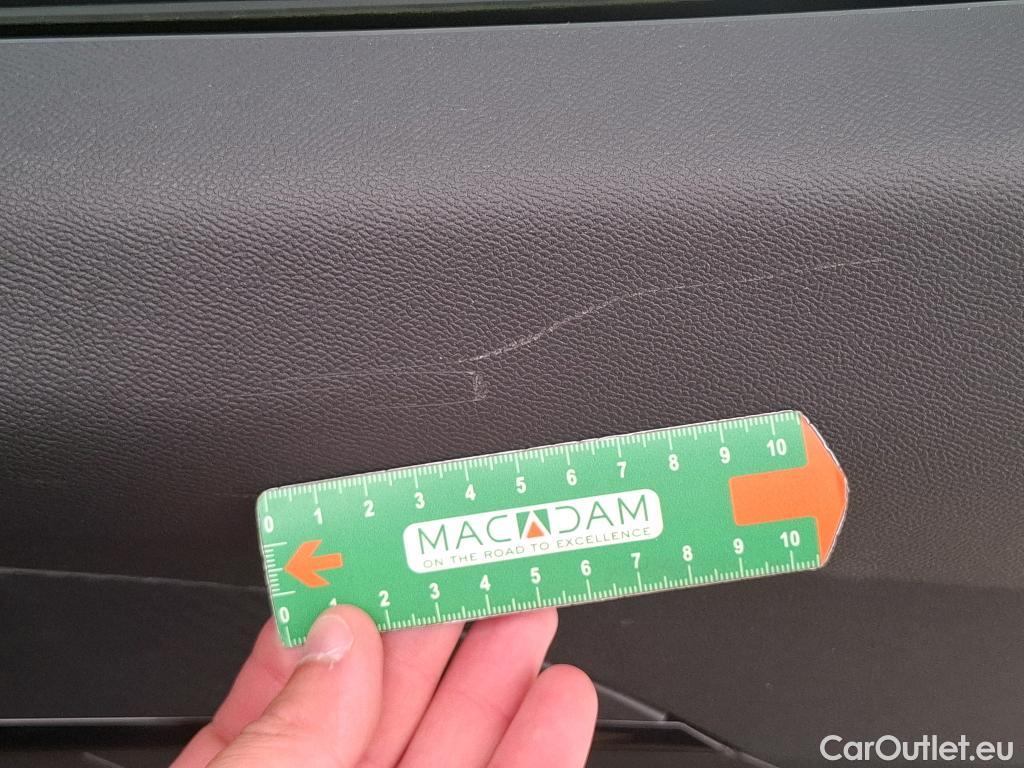 0 1 2 3 4 5 6 7 8 9 10
MACADAM
ON THE ROAD TO EXCELLENCE
0 1 2 3 4 5 6 7 8 9 10
CarOutlet.eu